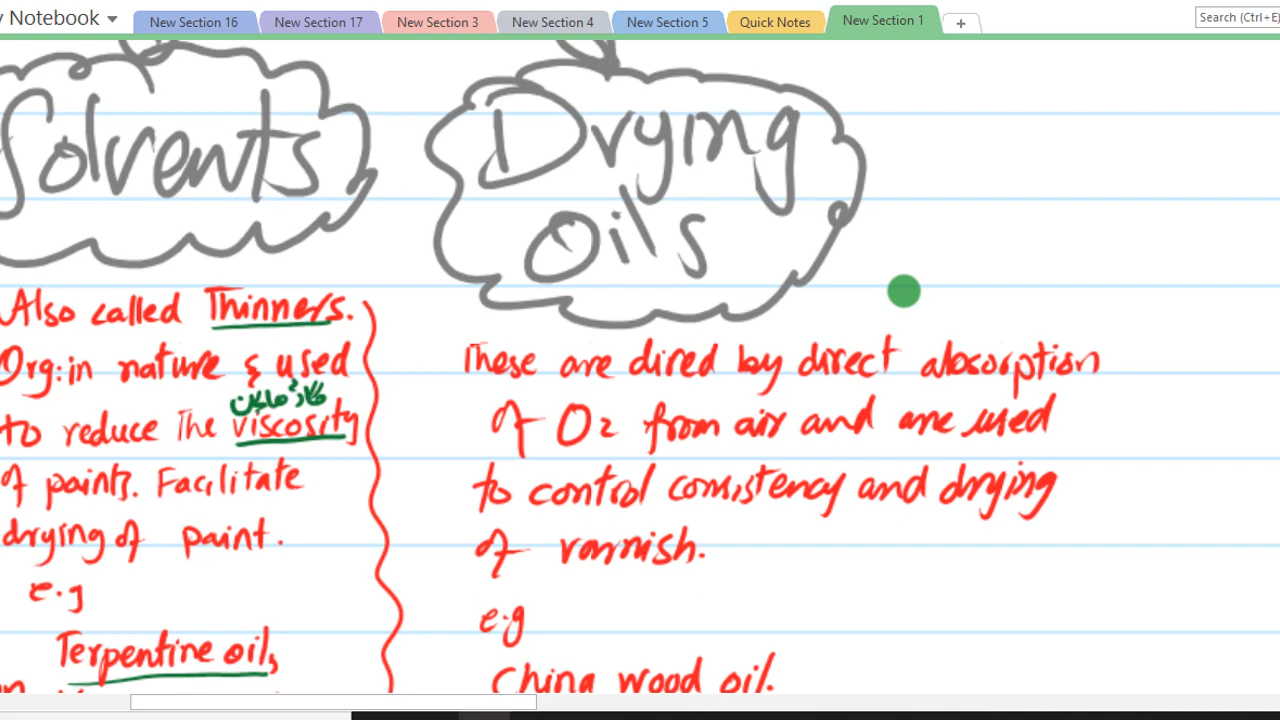 y Notebook
New Section 16
New Section 17
New Section 3
New Section 4
New Section 5
Quick Notes
New Section 1
+
Search (Ctrl+E)
Solvents
Also called Thinners.
Org: in nature & used
to reduce The viscosity
of paints. Facilitate
drying of paint.
e.g
Terpentine oil,
Drying
Oils
These are dired by direct absorption
of O2 from air and are used
to control consistency and drying
of varnish.
e.g
China wood oil.